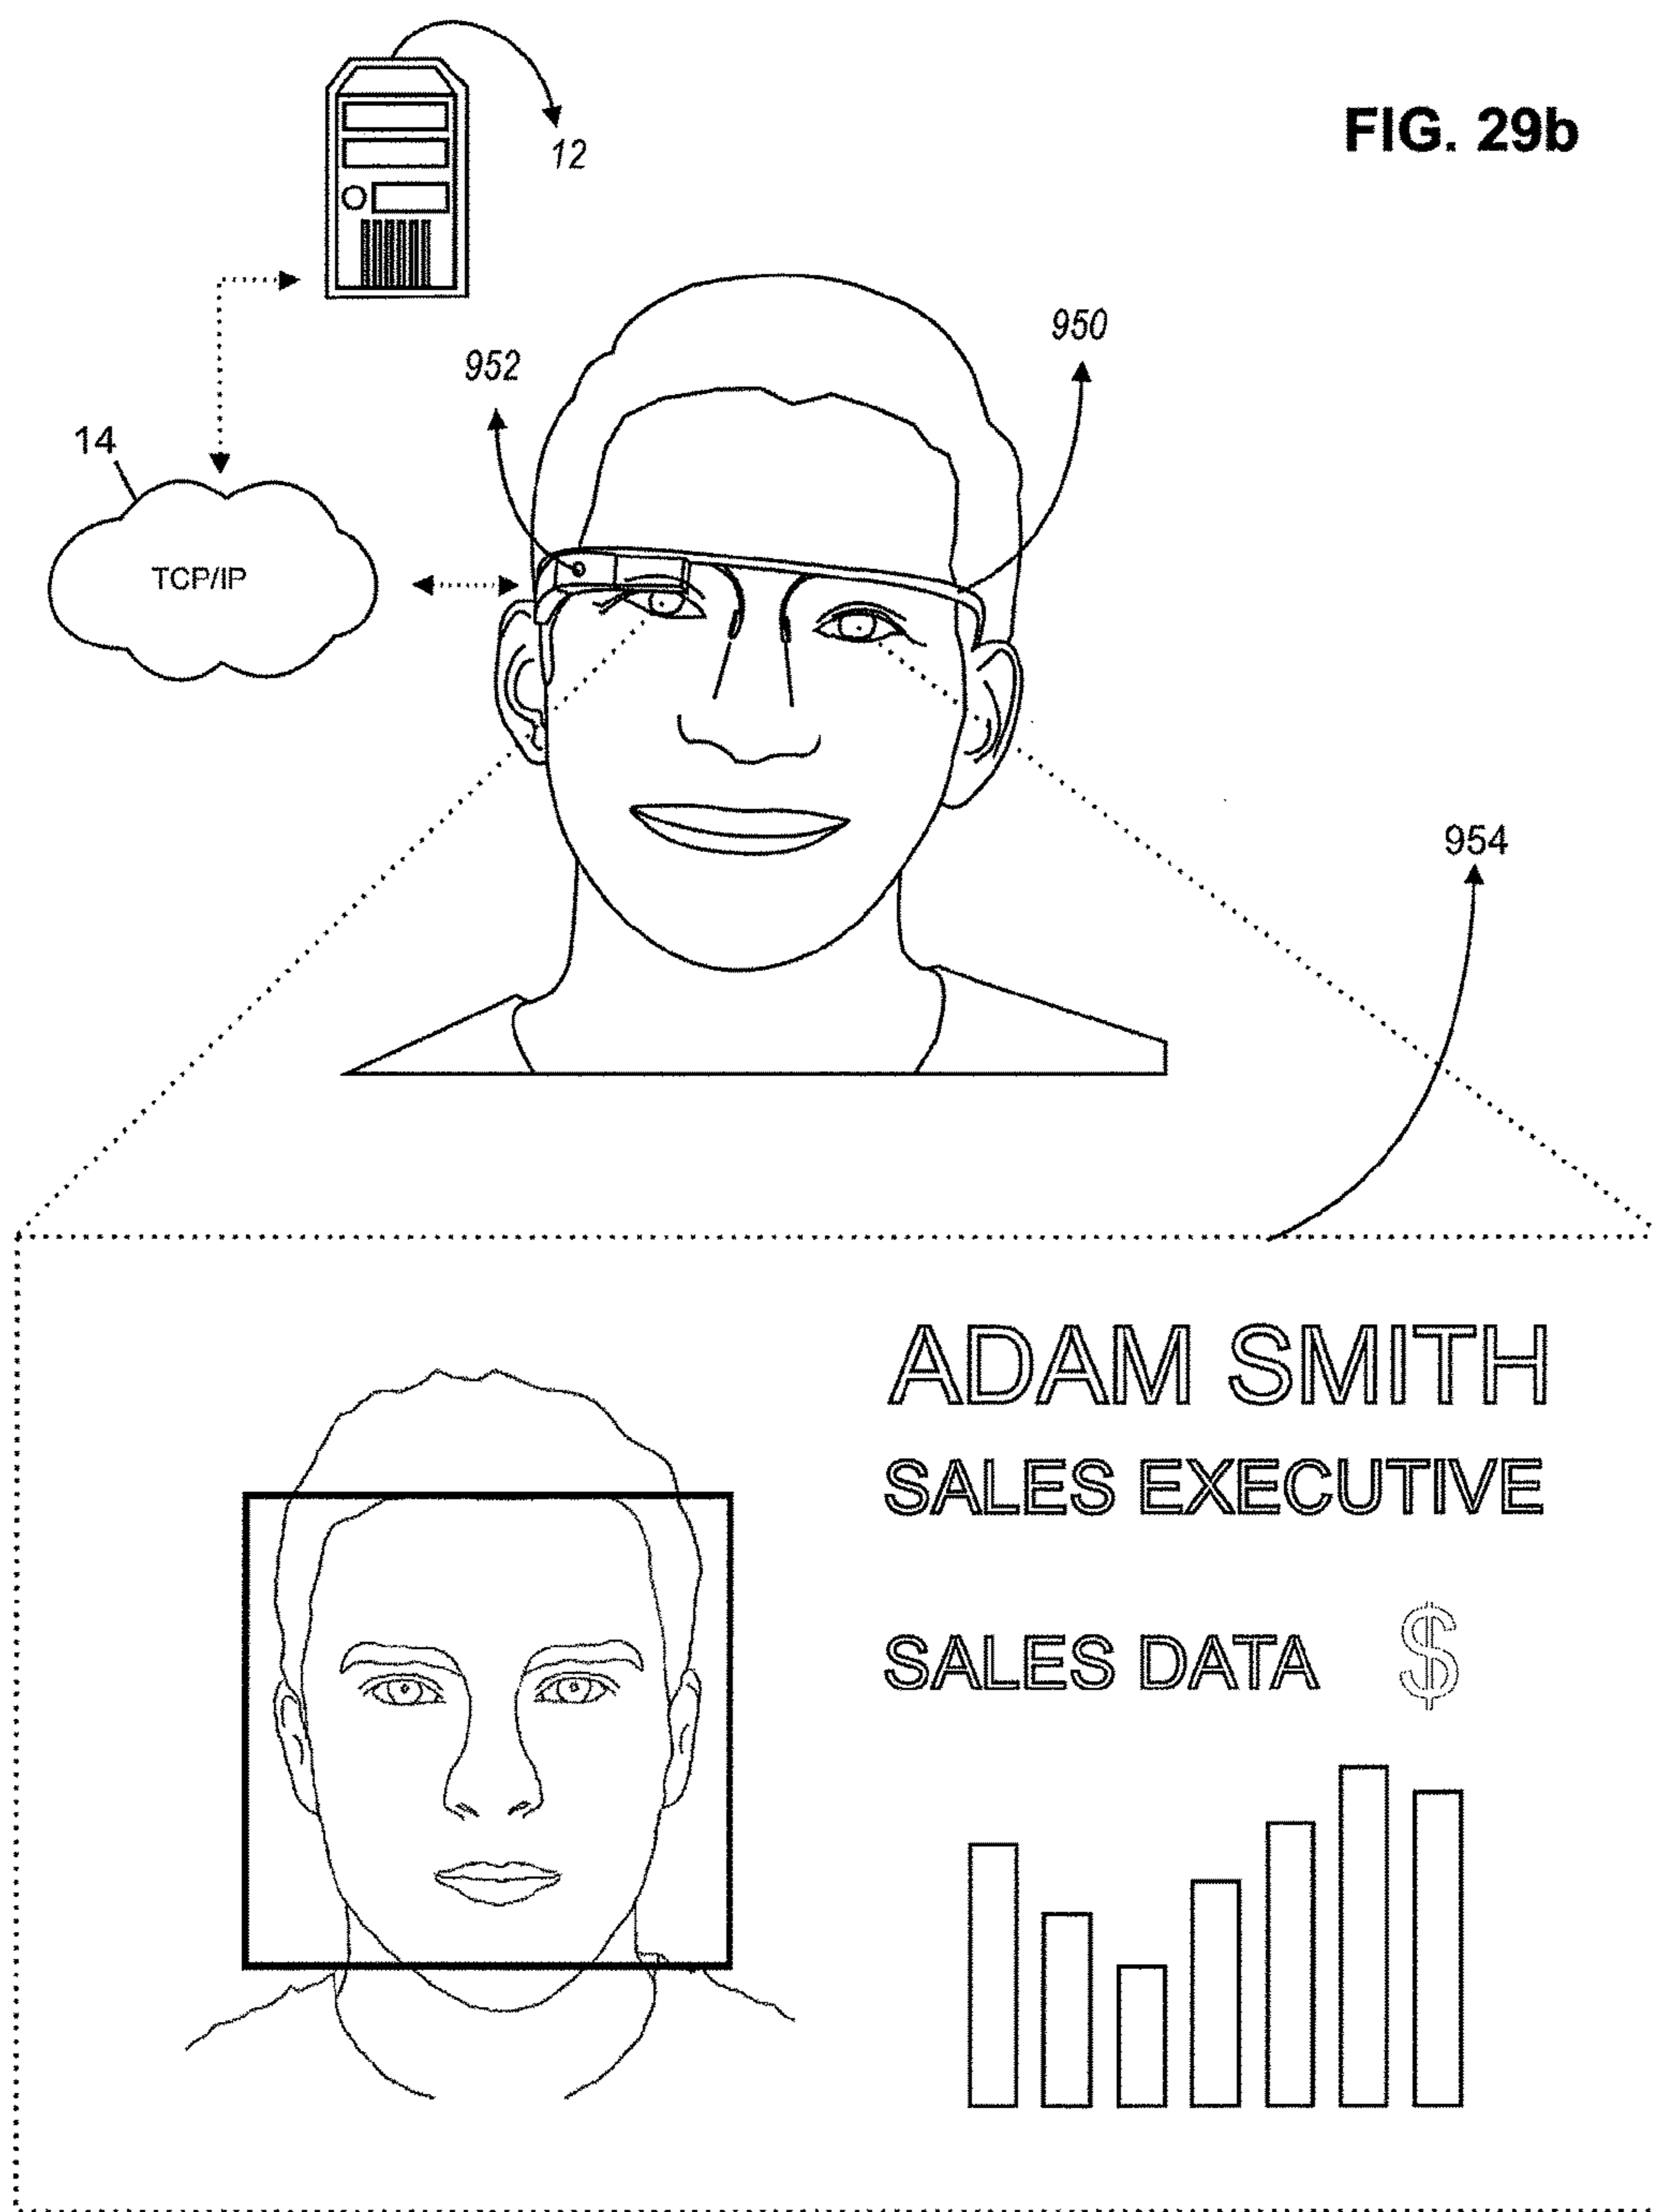 FIG. 29b
12
950
952
14
TCP/IP
954
ADAM SMITH
SALES EXECUTIVE
SALES DATA $